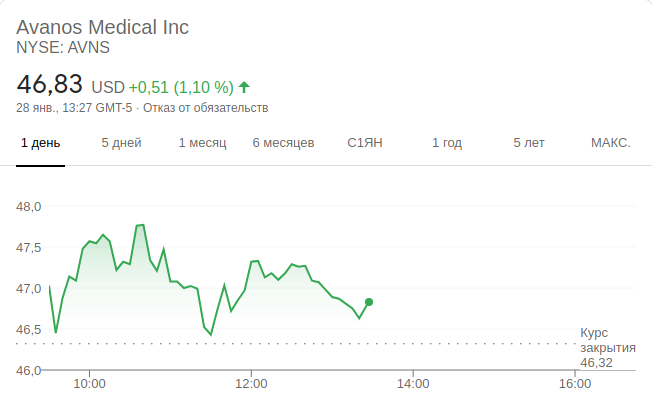 Avanos Medical Inc
NYSE: AVNS
46,83 USD +0,51 (1,10 %)
28 янв., 13:27 GMT-5 · Отказ от обязательств
1 день 5 дней 1 месяц 6 месяцев С1ЯН 1 год 5 лет МАКС.
48,0
47,5
47,0
46,5
Курс
закрытия
46,32
46,0
10:00 12:00 14:00 16:00